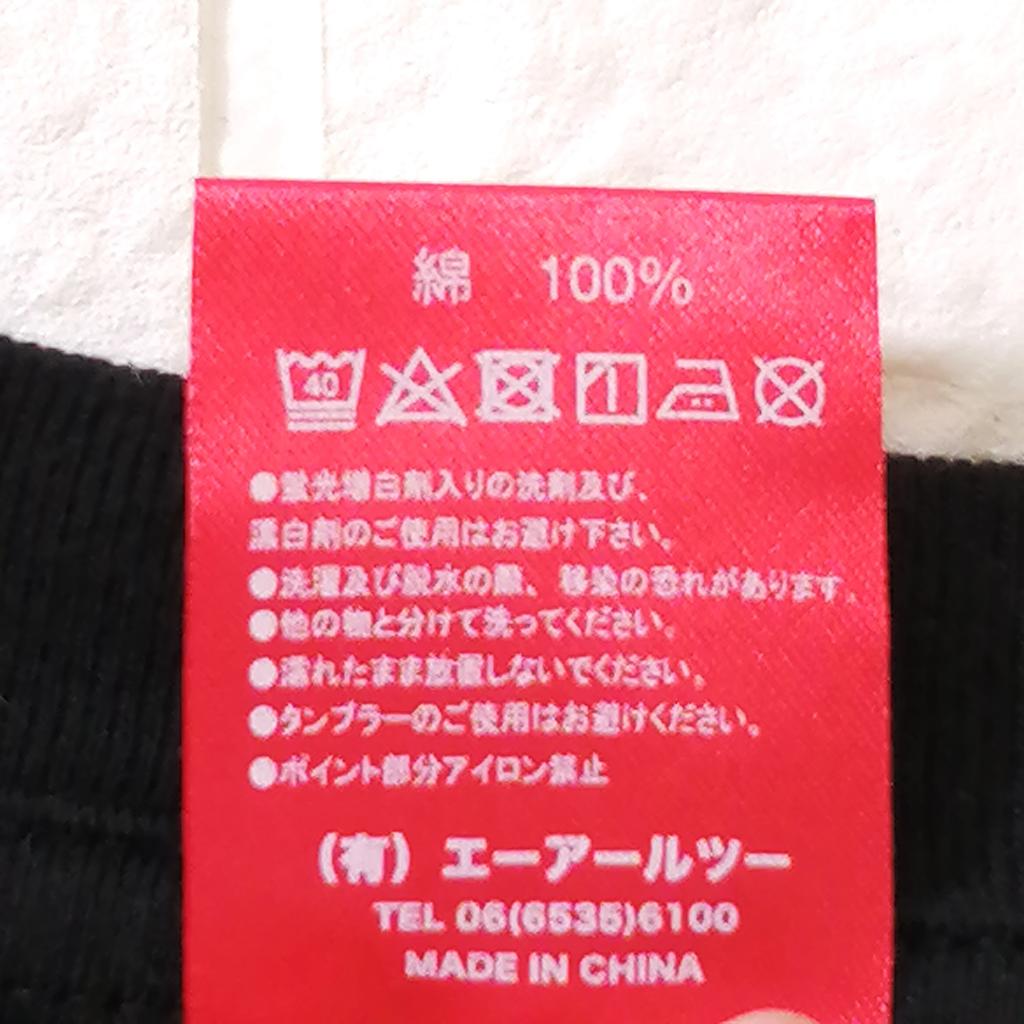 綿 100%
40
●蛍光増白剤入りの洗剤及び、
漂白剤のご使用はお避け下さい。
●洗濯及び脱水の際、移染の恐れがあります。
●他の物と分けて洗ってください。
●濡れたまま放置しないでください。
●タンブラーのご使用はお避けください。
●ポイント部分アイロン禁止
(有) エーアールツー
TEL 06(6535)6100
MADE IN CHINA